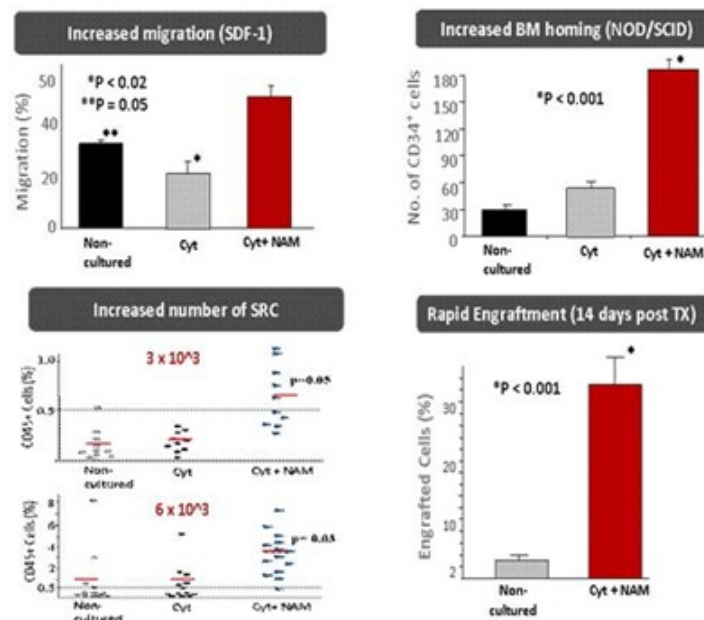 Increased migration (SDF-1)
50
40
20
0
Migration (%)
*P < 0.02
**P = 0.05
**
*
Non-
cultured
Cyt
Cyt+ NAM
Increased BM homing (NOD/SCID)
180
150
120
90
60
30
0
No. of CD34+ cells
*P < 0.001
*
Non-
cultured
Cyt
Cyt + NAM
Increased number of SRC
1.0
0.5
CD45+ Cells (%)
3 x 10^3
p=0.05
Non-
cultured
Cyt
Cyt + NAM
8
6
4
2
0.5
CD45+ Cells (%)
6 x 10^3
p= 0.03
Non-
cultured
Cyt
Cyt+ NAM
Rapid Engraftment (14 days post TX)
30
20
10
2
Engrafted Cells (%)
*P < 0.001
*
Non-
cultured
Cyt + NAM